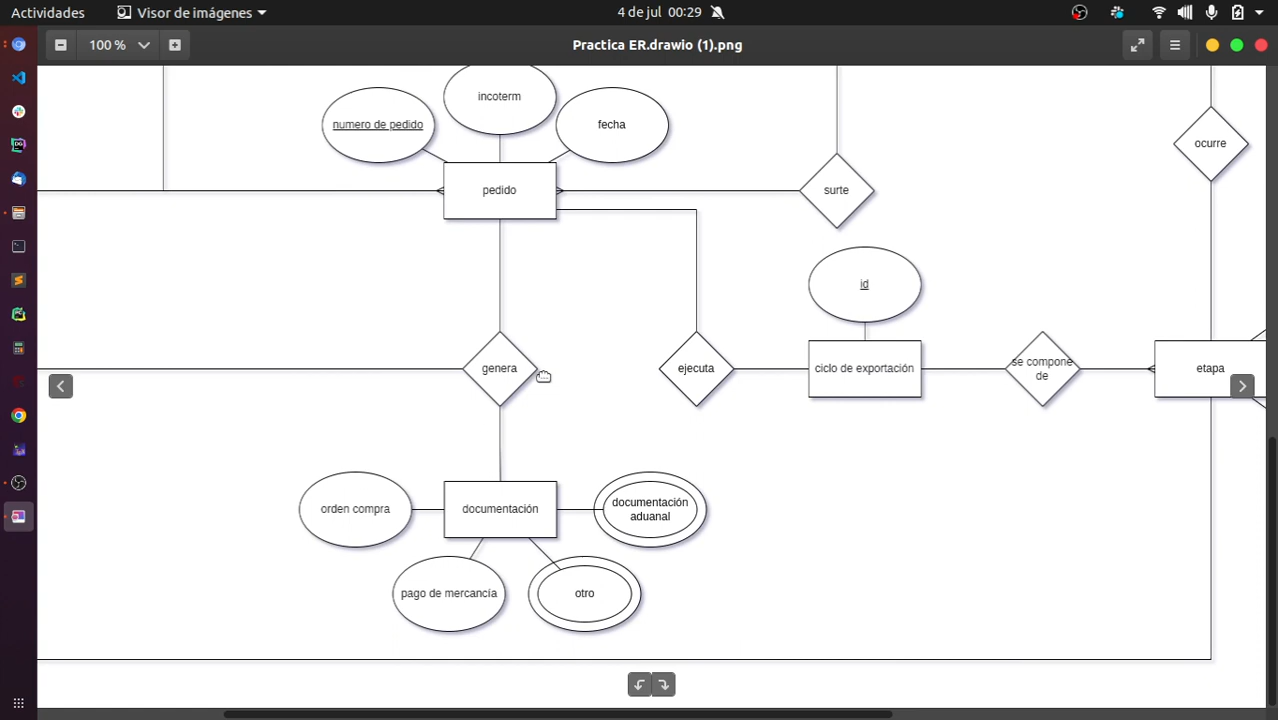 Actividades
Visor de imágenes
4 de jul 00:29
100 %
Practica ER.drawio (1).png
incoterm
numero de pedido
fecha
ocurre
pedido
surte
id
genera
ejecuta
ciclo de exportación
se compone
de
etapa
orden compra
documentación
documentación
aduanal
pago de mercancía
otro